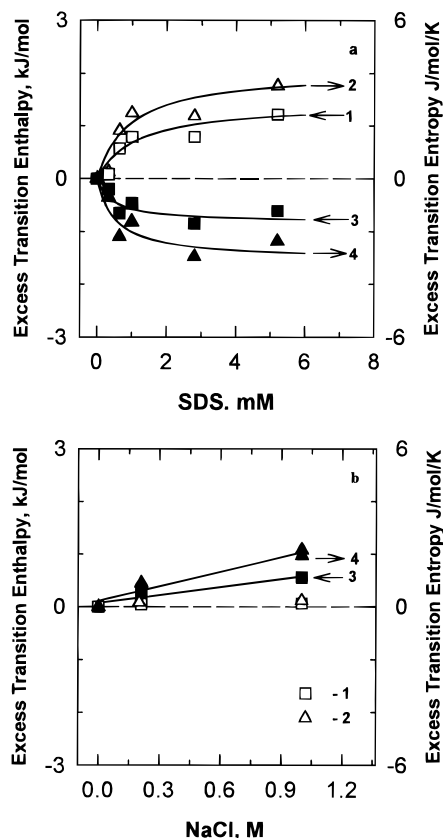 Excess Transition Enthalpy, kJ/mol
3
0
-3
a
2
1
3
4
6
0
-6
Excess Transition Entropy, J/mol/K
0 2 4 6 8
SDS. mM
Excess Transition Enthalpy, kJ/mol
3
0
-3
b
4
3
- 1
- 2
6
0
-6
Excess Transition Entropy J/mol/K
0.0 0.3 0.6 0.9 1.2
NaCl, M